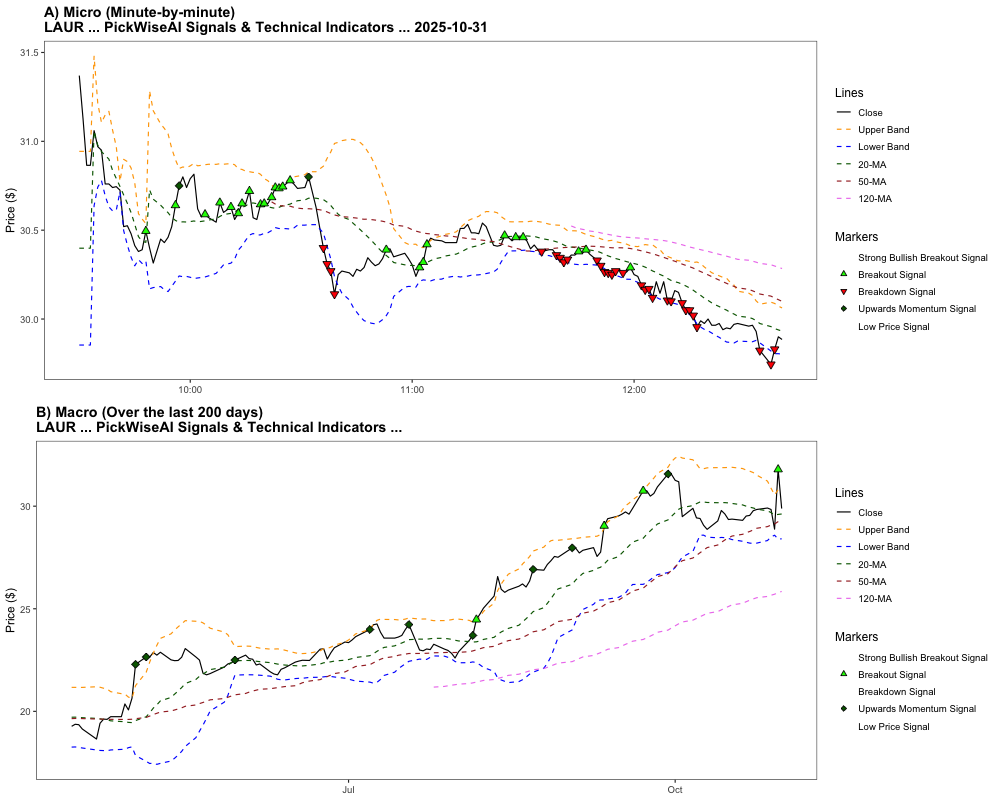 A) Micro (Minute-by-minute)
LAUR ... PickWiseAI Signals & Technical Indicators ... 2025-10-31
31.5
31.0
30.5
30.0
Price ($)
10:00
11:00
12:00
Lines
Close
Upper Band
Lower Band
20-MA
50-MA
120-MA
Markers
Strong Bullish Breakout Signal
Breakout Signal
Breakdown Signal
Upwards Momentum Signal
Low Price Signal
B) Macro (Over the last 200 days)
LAUR ... PickWiseAI Signals & Technical Indicators ...
30
25
20
Price ($)
Jul
Oct
Lines
Close
Upper Band
Lower Band
20-MA
50-MA
120-MA
Markers
Strong Bullish Breakout Signal
Breakout Signal
Breakdown Signal
Upwards Momentum Signal
Low Price Signal